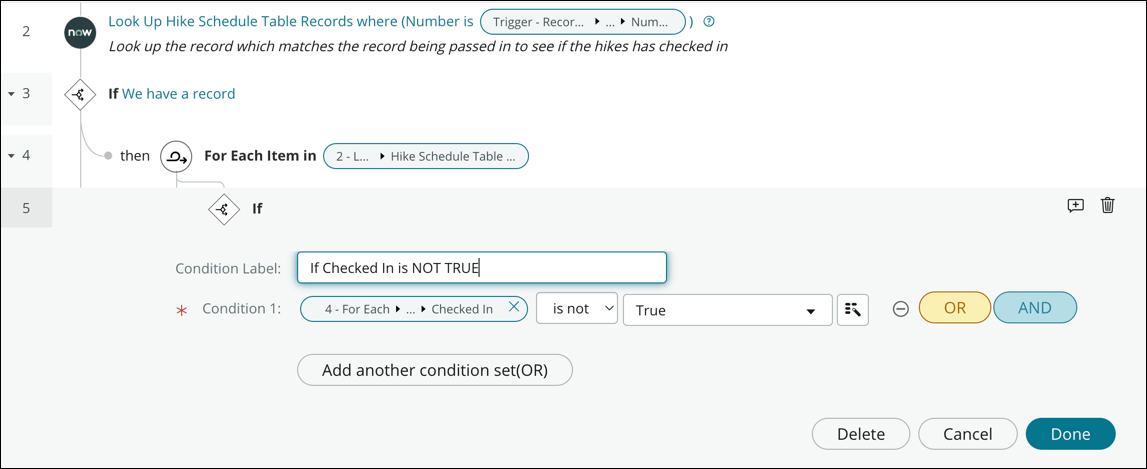 2
now
Look Up Hike Schedule Table Records where (Number is Trigger - Recor... ... Num... ) ?
Look up the record which matches the record being passed in to see if the hikes has checked in
3
If We have a record
4
then For Each Item in 2 - L... Hike Schedule Table ...
5
If
Condition Label: If Checked In is NOT TRUE
* Condition 1: 4 - For Each ... Checked In is not True OR AND
Add another condition set(OR)
Delete Cancel Done